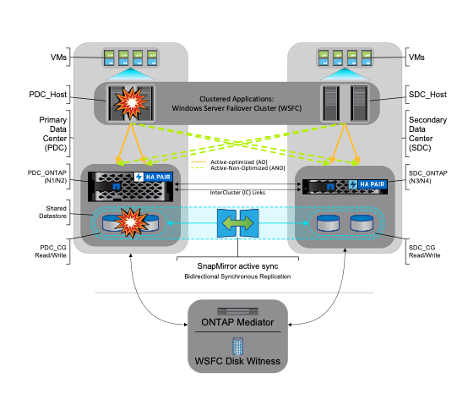 VMs
VMs
PDC_Host
Clustered Applications:
Windows Server Failover Cluster (WSFC)
SDC_Host
Primary
Data
Center
(PDC)
Secondary
Data
Center
(SDC)
Active-optimized (AO)
Active-Non-Optimized (ANO)
PDC_ONTAP
(N1/N2)
HA PAIR
HA PAIR
SDC_ONTAP
(N3/N4)
InterCluster (IC) Links
Shared
Datastore
PDC_CG
Read/Write
SDC_CG
Read/Write
SnapMirror active sync
Bidirectional Synchronous Replication
ONTAP Mediator
WSFC Disk Witness